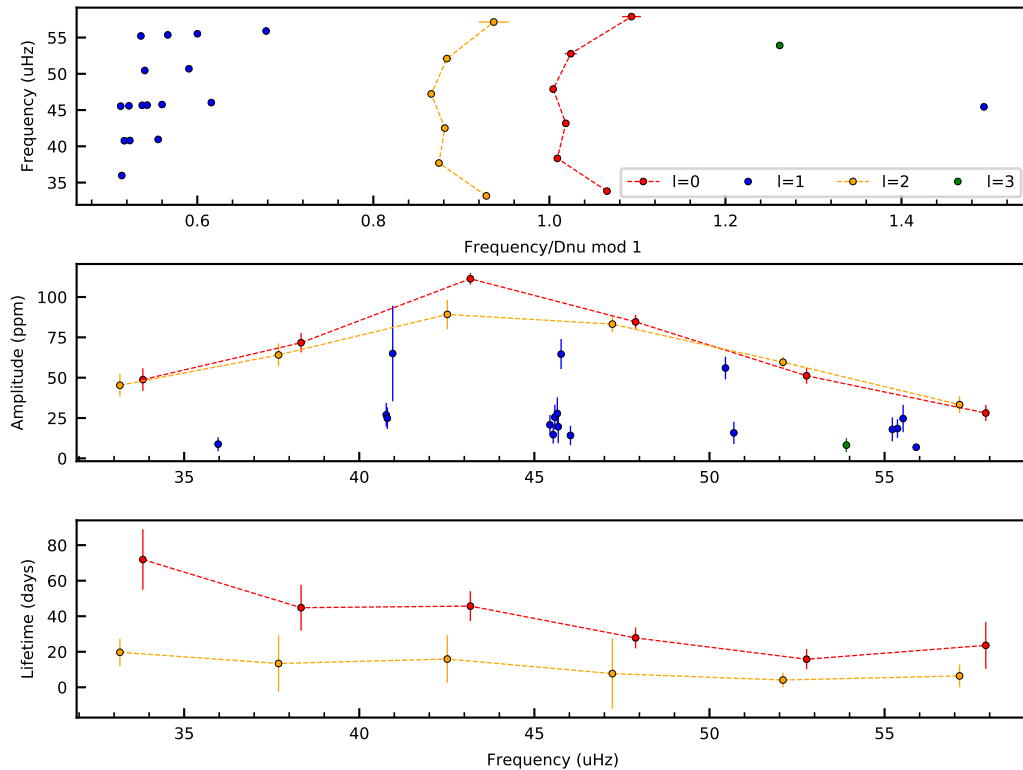 Frequency (uHz)
55
50
45
40
35
l=0 l=1 l=2 l=3
0.6 0.8 1.0 1.2 1.4
Frequency/Dnu mod 1
Amplitude (ppm)
100
75
50
25
0
35 40 45 50 55
Lifetime (days)
80
60
40
20
0
35 40 45 50 55
Frequency (uHz)